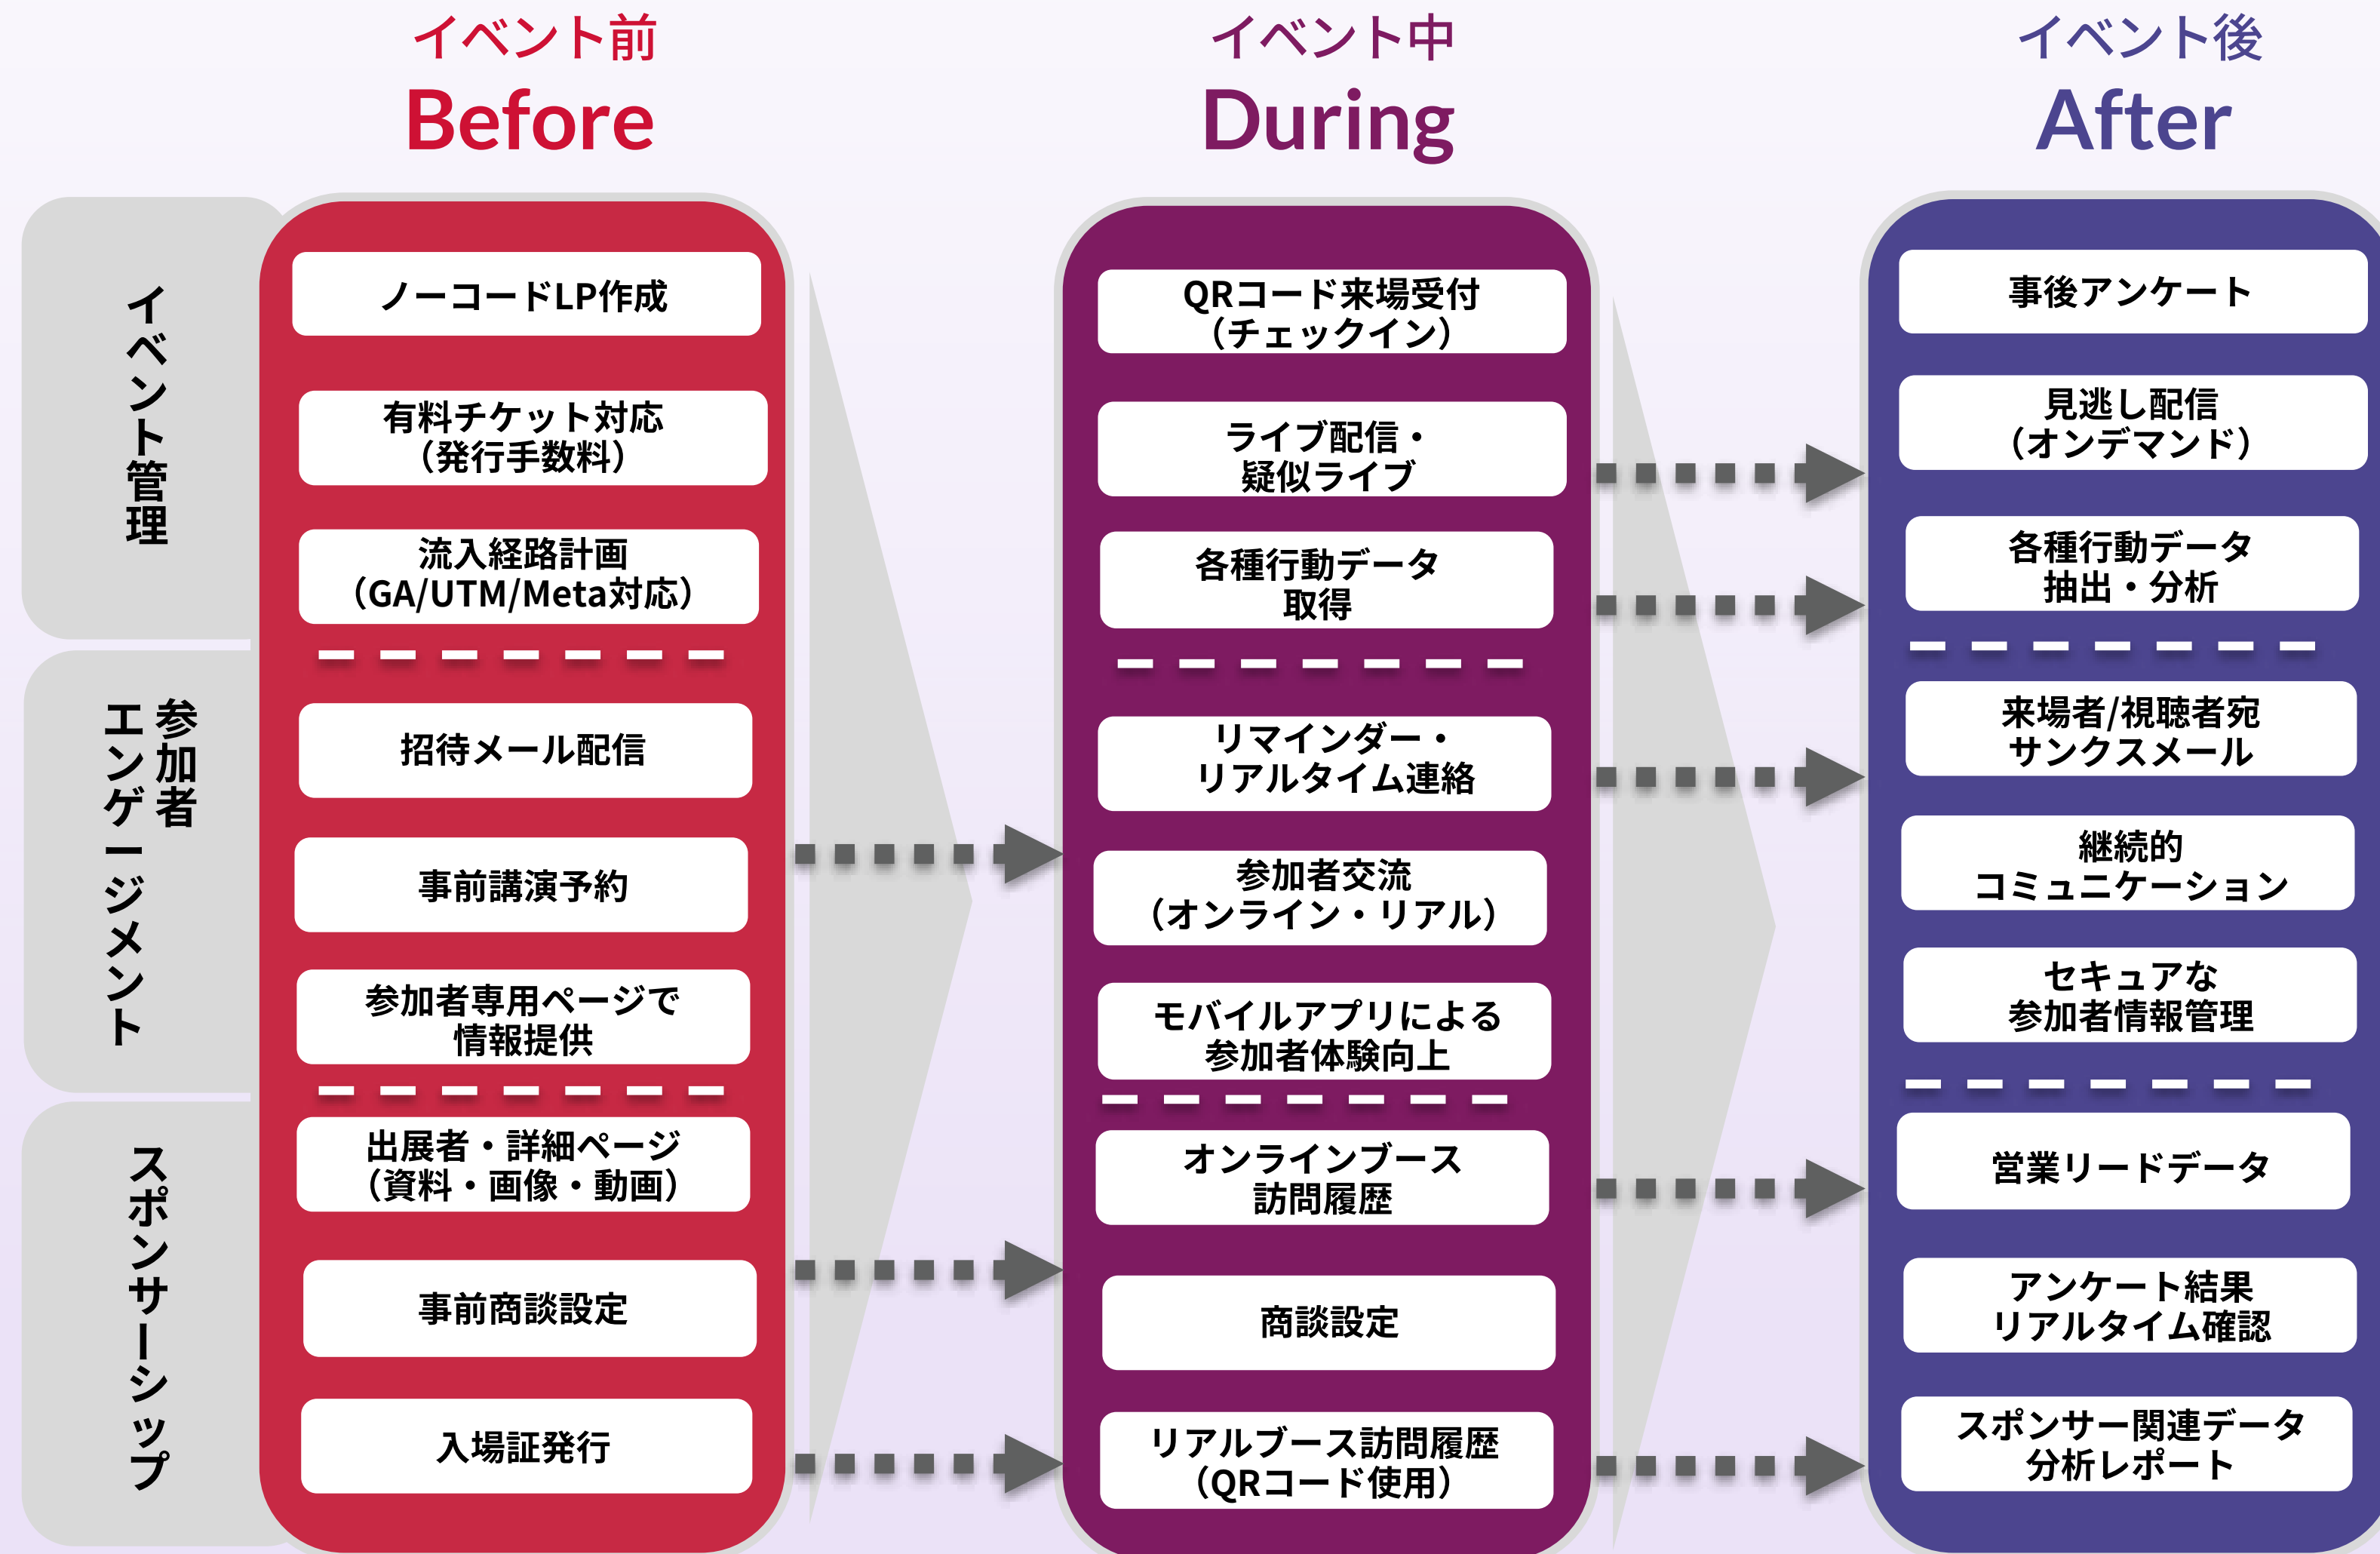 イベント前
Before
イベント中
During
イベント後
After
イベント管理
参加者
エンゲージメント
スポンサーシップ
ノーコードLP作成
有料チケット対応
（発行手数料）
流入経路計画
（GA/UTM/Meta対応）
招待メール配信
事前講演予約
参加者専用ページで
情報提供
出展者・詳細ページ
（資料・画像・動画）
事前商談設定
入場証発行
QRコード来場受付
（チェックイン）
ライブ配信・
疑似ライブ
各種行動データ
取得
リマインダー・
リアルタイム連絡
参加者交流
（オンライン・リアル）
モバイルアプリによる
参加者体験向上
オンラインブース
訪問履歴
商談設定
リアルブース訪問履歴
（QRコード使用）
事後アンケート
見逃し配信
（オンデマンド）
各種行動データ
抽出・分析
来場者/視聴者宛
サンクスメール
継続的
コミュニケーション
セキュアな
参加者情報管理
営業リードデータ
アンケート結果
リアルタイム確認
スポンサー関連データ
分析レポート